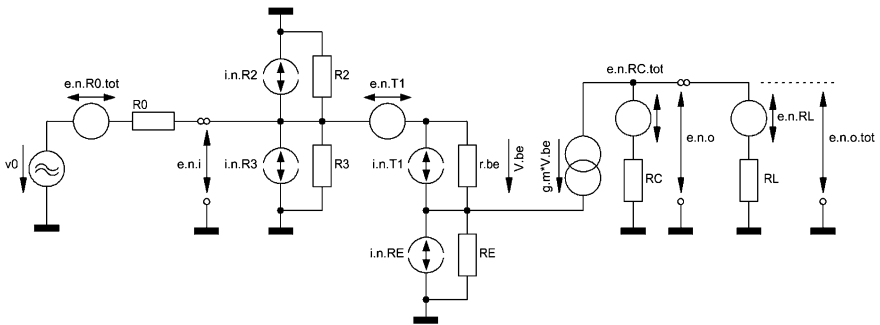 e.n.R0.tot
R0
v0
e.n.i
i.n.R2
R2
i.n.R3
R3
e.n.T1
i.n.T1
r.be
V.be
i.n.RE
RE
g.m*V.be
e.n.RC.tot
RC
e.n.o
e.n.RL
RL
e.n.o.tot